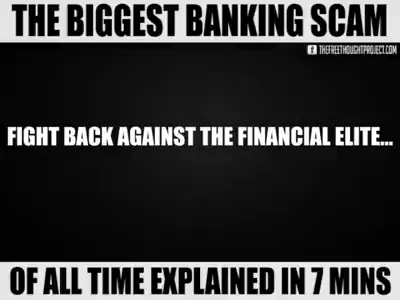 THE BIGGEST BANKING SCAM
f THEFREETHOUGHTPROJECT.COM
FIGHT BACK AGAINST THE FINANCIAL ELITE...
OF ALL TIME EXPLAINED IN 7 MINS